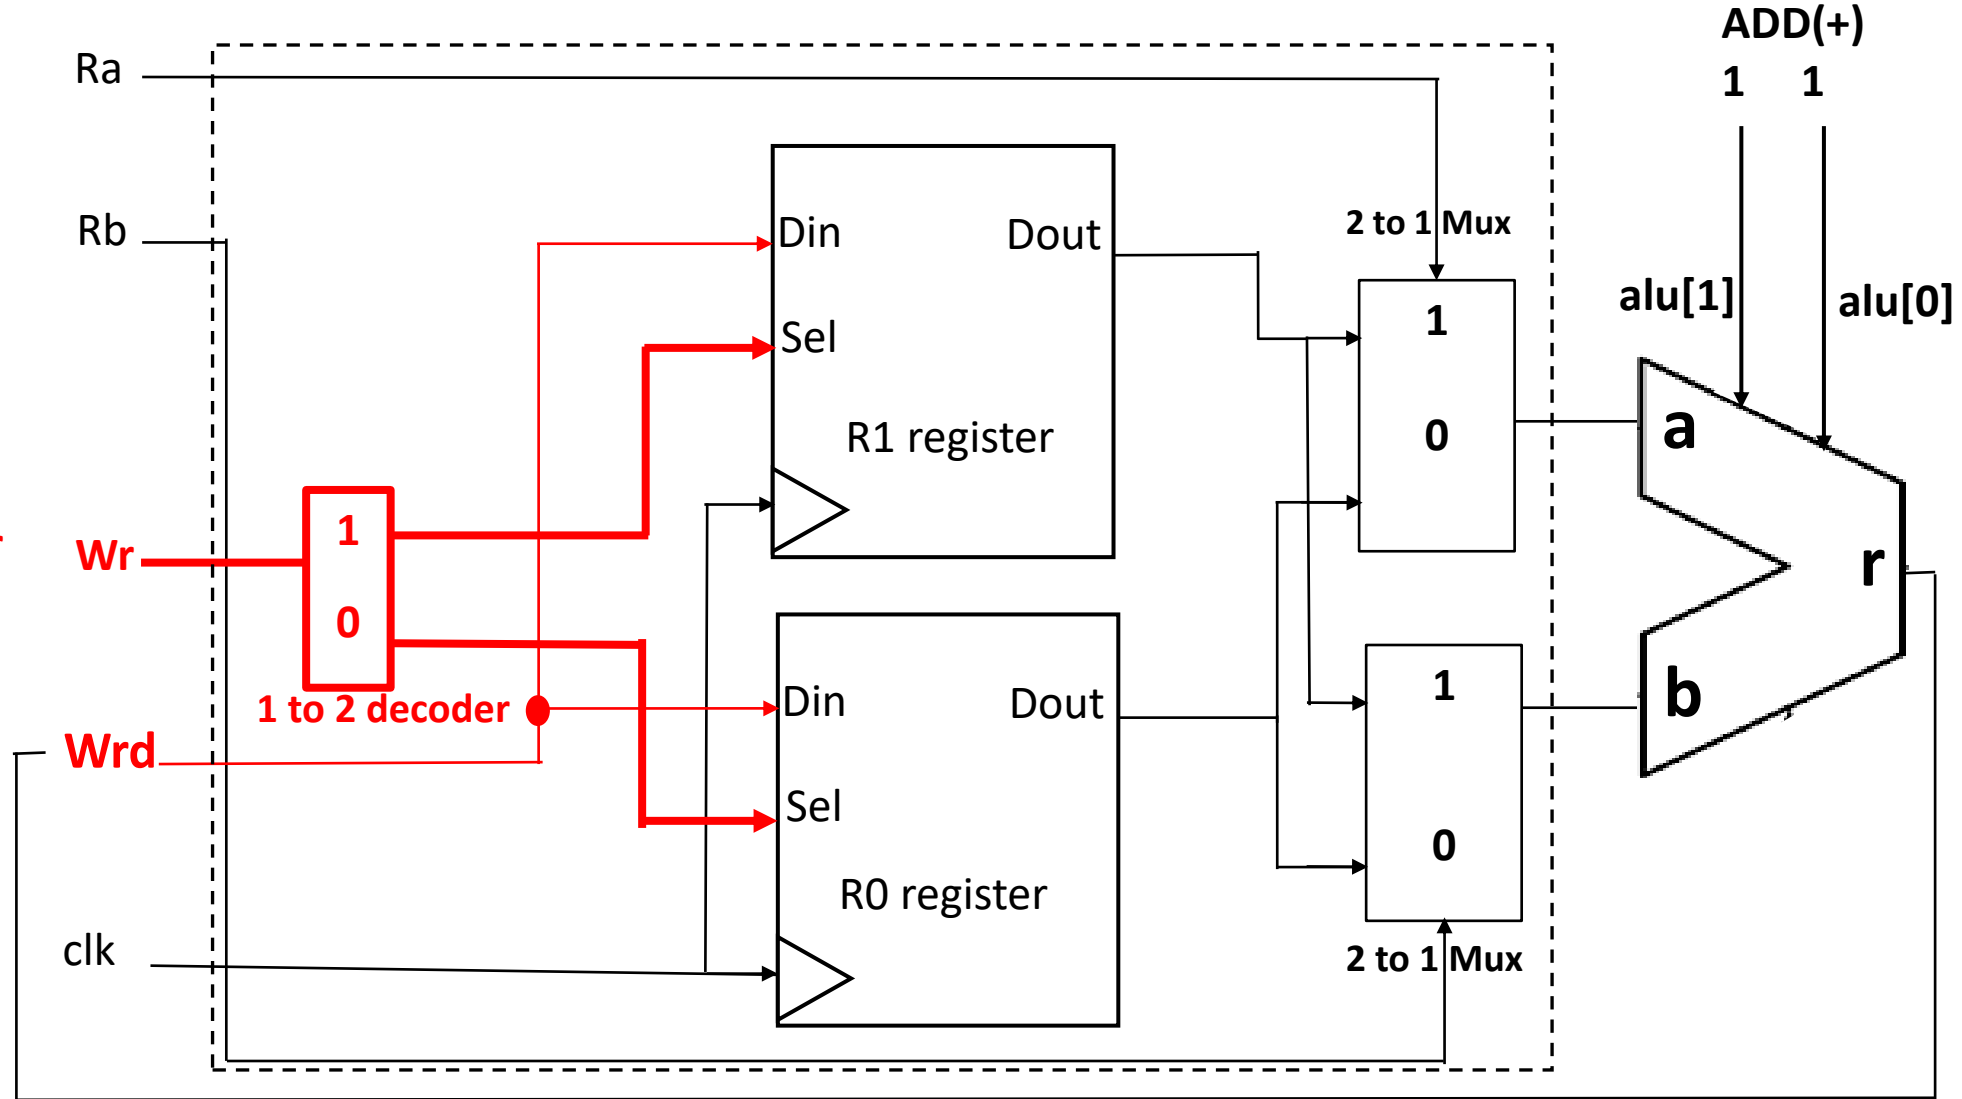 ADD(+)
1 1
Ra
Rb
2 to 1 Mux
Din Dout
Sel
R1 register
1
0
alu[1]
alu[0]
a
r
b
Wr
1
0
1 to 2 decoder
Wrd
Din Dout
Sel
R0 register
1
0
clk
2 to 1 Mux